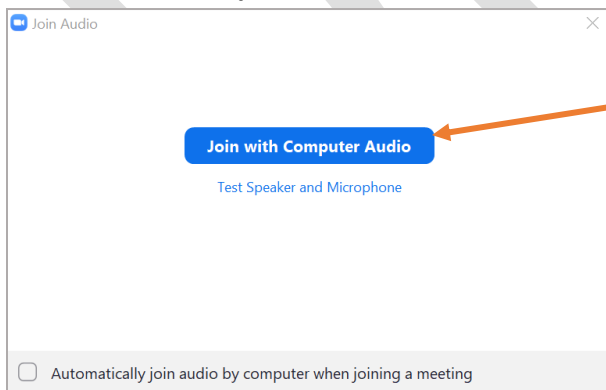 Join Audio
Join with Computer Audio
Test Speaker and Microphone
Automatically join audio by computer when joining a meeting